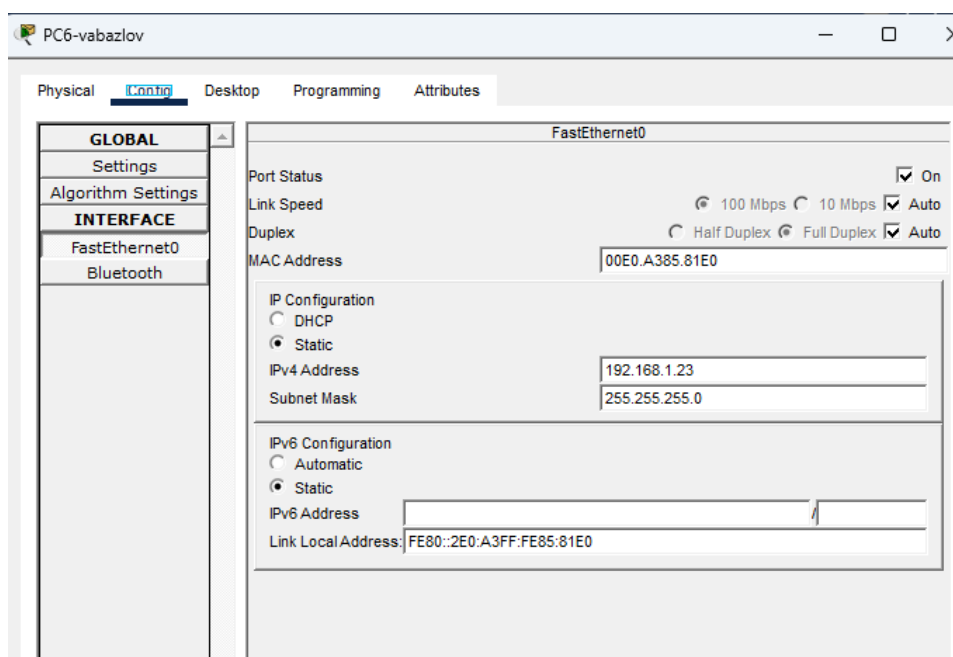 PC6-vabazlov
Physical Config Desktop Programming Attributes
GLOBAL
Settings
Algorithm Settings
INTERFACE
FastEthernet0
Bluetooth
FastEthernet0
Port Status On
Link Speed 100 Mbps 10 Mbps Auto
Duplex Half Duplex Full Duplex Auto
MAC Address 00E0.A385.81E0
IP Configuration
DHCP
Static
IPv4 Address 192.168.1.23
Subnet Mask 255.255.255.0
IPv6 Configuration
Automatic
Static
IPv6 Address /
Link Local Address: FE80::2E0:A3FF:FE85:81E0